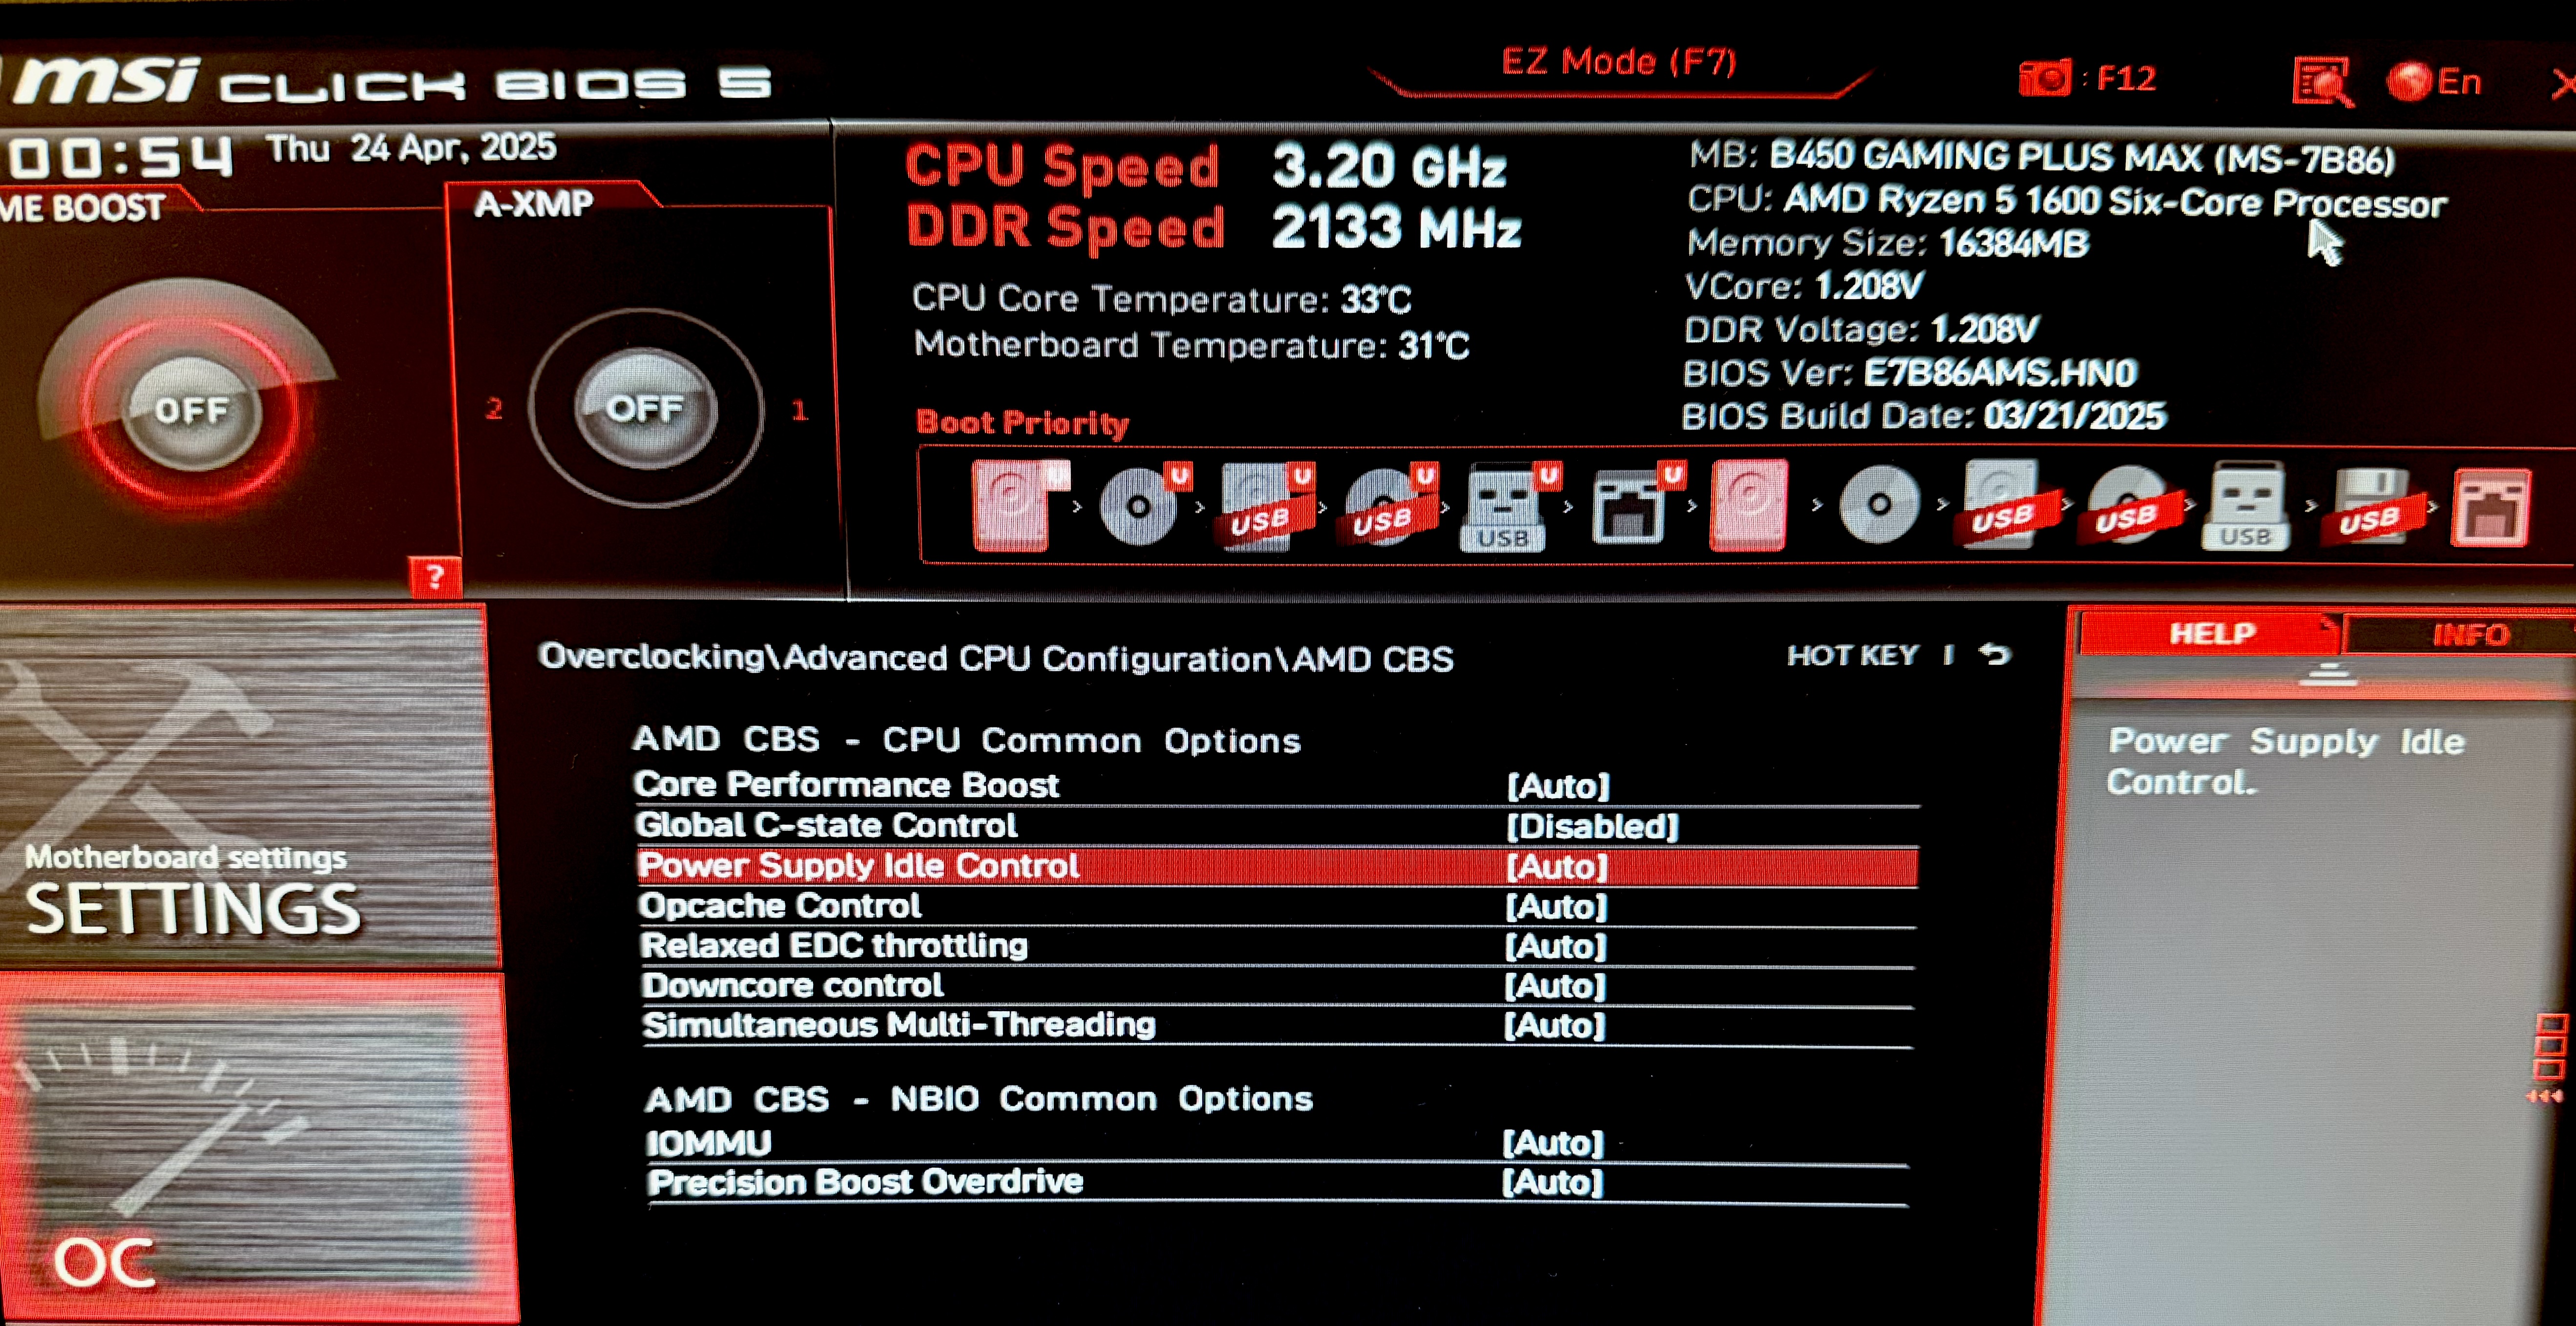 msi CLICK BIOS 5
EZ Mode (F7)
: F12
En
00:54 Thu 24 Apr, 2025
ME BOOST
A-XMP
OFF
2 OFF 1
?
CPU Speed 3.20 GHz
DDR Speed 2133 MHz
CPU Core Temperature: 33°C
Motherboard Temperature: 31°C
MB: B450 GAMING PLUS MAX (MS-7B86)
CPU: AMD Ryzen 5 1600 Six-Core Processor
Memory Size: 16384MB
VCore: 1.208V
DDR Voltage: 1.208V
BIOS Ver: E7B86AMS.HN0
BIOS Build Date: 03/21/2025
Boot Priority
U U U U U U
USB USB USB USB USB USB USB
Motherboard settings
SETTINGS
OC
Overclocking\Advanced CPU Configuration\AMD CBS
HOT KEY |
AMD CBS - CPU Common Options
Core Performance Boost [Auto]
Global C-state Control [Disabled]
Power Supply Idle Control [Auto]
Opcache Control [Auto]
Relaxed EDC throttling [Auto]
Downcore control [Auto]
Simultaneous Multi-Threading [Auto]
AMD CBS - NBIO Common Options
IOMMU [Auto]
Precision Boost Overdrive [Auto]
HELP
INFO
Power Supply Idle
Control.